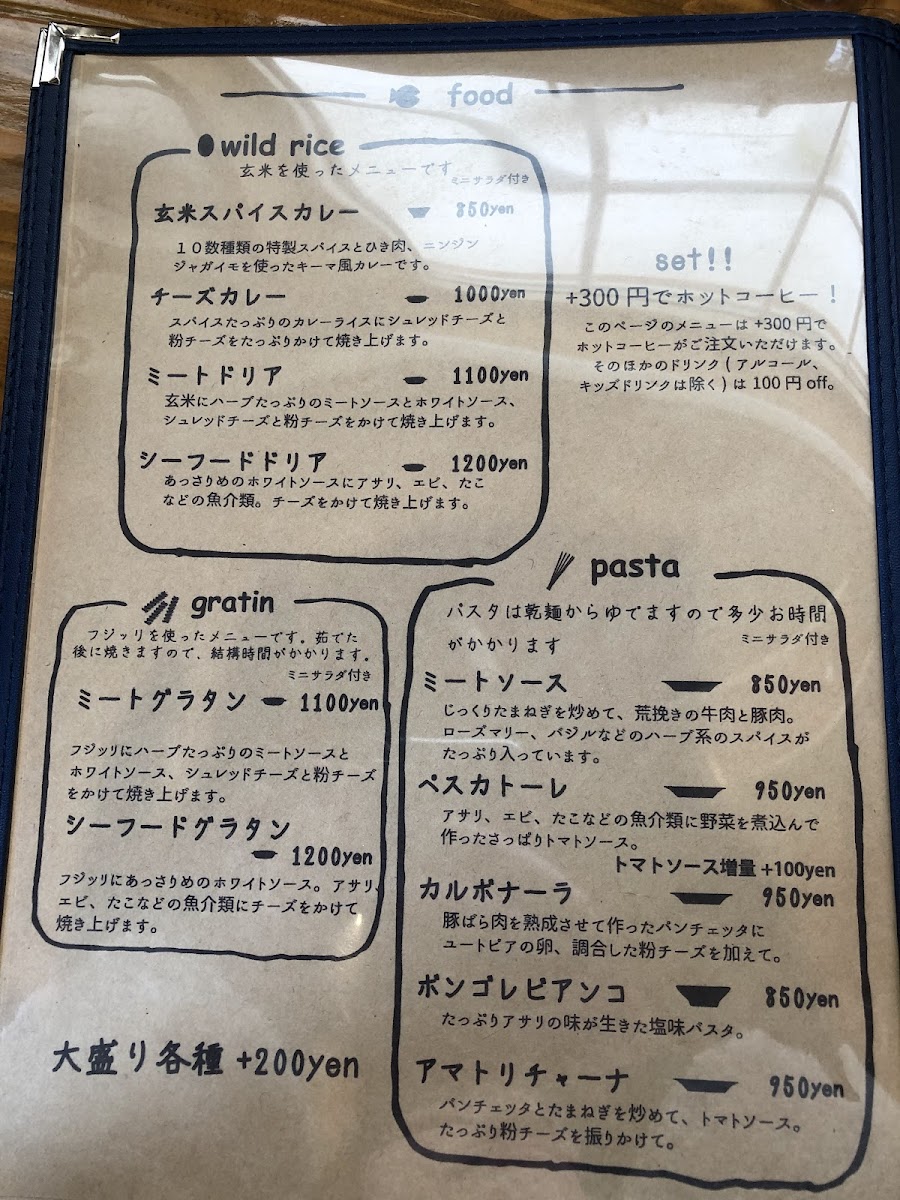 food
wild rice
玄米を使ったメニューです
ミニサラダ付き
玄米スパイスカレー 850yen
１０数種類の特製スパイスとひき肉、ニンジン
ジャガイモを使ったキーマ風カレーです。
チーズカレー 1000yen
スパイスたっぷりのカレーライスにシュレッドチーズと
粉チーズをたっぷりかけて焼き上げます。
ミートドリア 1100yen
玄米にハーブたっぷりのミートソースとホワイトソース、
シュレッドチーズと粉チーズをかけて焼き上げます。
シーフードドリア 1200yen
あっさりめのホワイトソースにアサリ、エビ、たこ
などの魚介類。チーズをかけて焼き上げます。
set!!
+300 円でホットコーヒー！
このページのメニューは +300 円で
ホットコーヒーがご注文いただけます。
そのほかのドリンク ( アルコール、
キッズドリンクは除く ) は 100 円 off。
gratin
フジッリを使ったメニューです。茹でた
後に焼きますので、結構時間がかかります。
ミニサラダ付き
ミートグラタン 1100yen
フジッリにハーブたっぷりのミートソースと
ホワイトソース、シュレッドチーズと粉チーズ
をかけて焼き上げます。
シーフードグラタン
1200yen
フジッリにあっさりめのホワイトソース。アサリ、
エビ、たこなどの魚介類にチーズをかけて
焼き上げます。
大盛り各種 +200yen
pasta
パスタは乾麺からゆでてますので多少お時間
がかかります
ミニサラダ付き
ミートソース 850yen
じっくりたまねぎを炒めて、荒挽きの牛肉と豚肉。
ローズマリー、バジルなどのハーブ系のスパイスが
たっぷり入っています。
ペスカトーレ 950yen
アサリ、エビ、たこなどの魚介類に野菜を煮込んで
作ったさっぱりトマトソース。
トマトソース増量 +100yen
カルボナーラ 950yen
豚ばら肉を熟成させて作ったパンチェッタに
ユートピアの卵、調合した粉チーズを加えて。
ボンゴレビアンコ 850yen
たっぷりアサリの味が生きた塩味パスタ。
アマトリチャーナ 950yen
パンチェッタとたまねぎを炒めて、トマトソース。
たっぷり粉チーズを振りかけて。